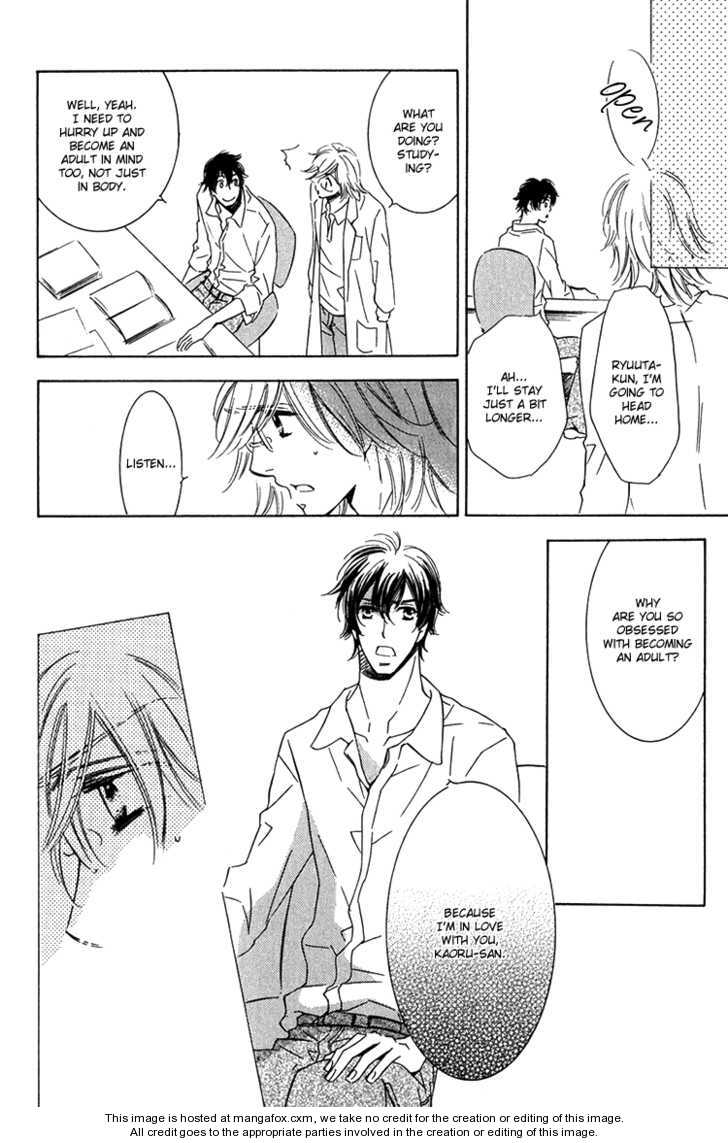 open
RYUUTA-
KUN, I'M
GOING TO
HEAD
HOME...
AH...
I'LL STAY
JUST A BIT
LONGER...
WHAT
ARE YOU
DOING?
STUDY-
ING?
WELL, YEAH.
I NEED TO
HURRY UP AND
BECOME AN
ADULT IN MIND
TOO, NOT JUST
IN BODY.
LISTEN...
WHY
ARE YOU SO
OBSESSED
WITH BECOMING
AN ADULT?
BECAUSE
I'M IN LOVE
WITH YOU,
KAORU-SAN.
This image is hosted at mangafox.cxm, we take no credit for the creation or editing of this image.
All credit goes to the appropriate parties involved in the creation or editing of this image.